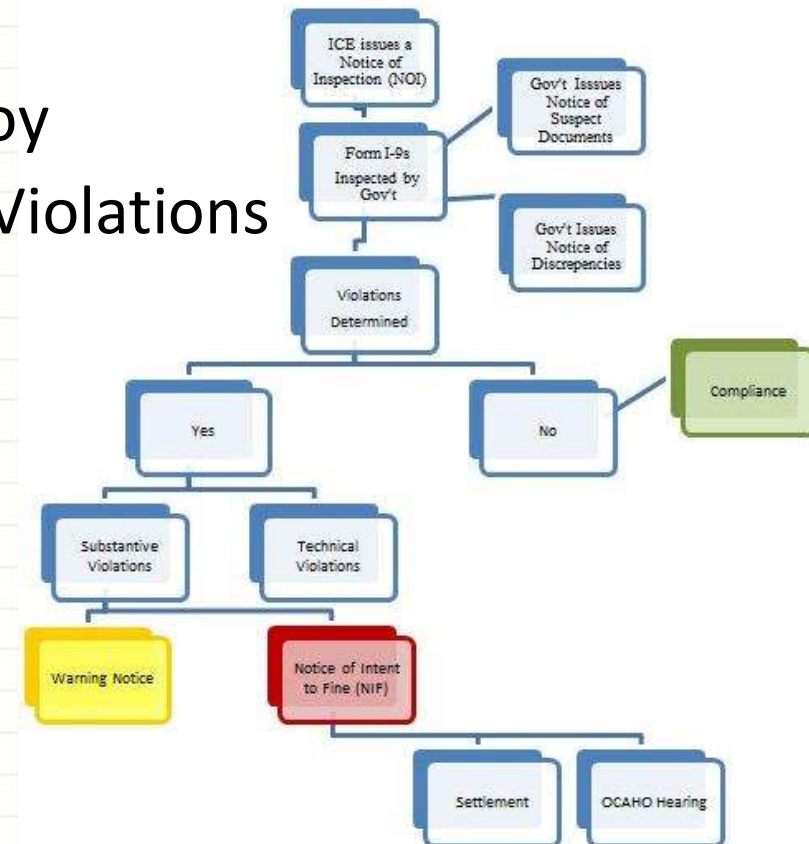 by
Violations
ICE issues a
Notice of
Inspection (NOI)
Gov't Isssues
Notice of
Suspect
Documents
Form I-9s
Inspected by
Gov't
Gov't Issues
Notice of
Discrepencies
Violations
Determined
Yes
No
Compliance
Substantive
Violations
Technical
Violations
Warning Notice
Notice of Intent
to Fine (NIF)
Settlement
OCAHO Hearing